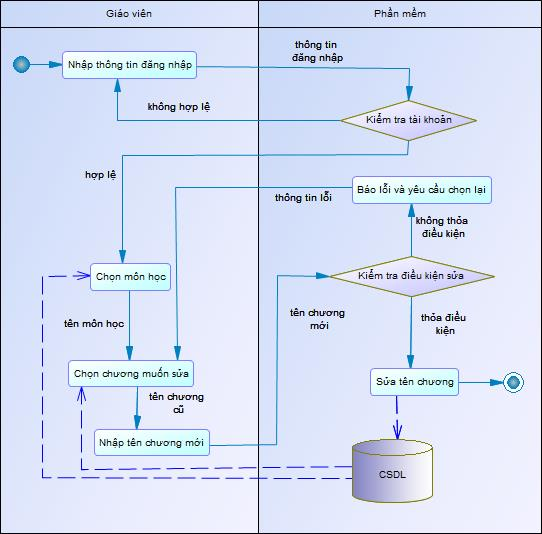 Giáo viên
Phần mềm
Nhập thông tin đăng nhập
thông tin
đăng nhập
không hợp lệ
Kiểm tra tài khoản
hợp lệ
thông tin lỗi
Báo lỗi và yêu cầu chọn lại
không thỏa
điều kiện
Chọn môn học
Kiểm tra điều kiện sửa
tên môn học
tên chương
mới
thỏa điều
kiện
Chọn chương muốn sửa
Sửa tên chương
tên chương
cũ
Nhập tên chương mới
CSDL